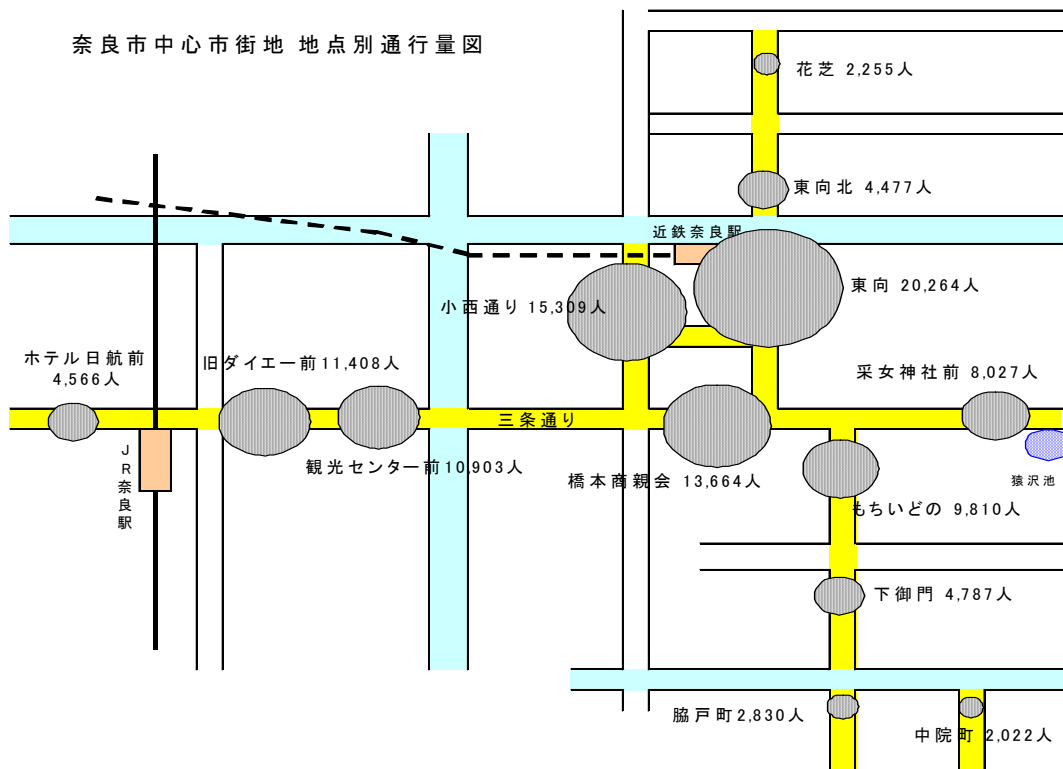 奈良市中心市街地 地点別通行量図
花芝 2,255人
東向北 4,477人
近鉄奈良駅
東向 20,264人
小西通り 15,309人
ホテル日航前
4,566人
旧ダイエー前11,408人
采女神社前 8,027人
三条通り
観光センター前10,903人
橋本商親会 13,664人
JR奈良駅
猿沢池
もちいどの 9,810人
下御門 4,787人
脇戸町2,830人
中院町 2,022人